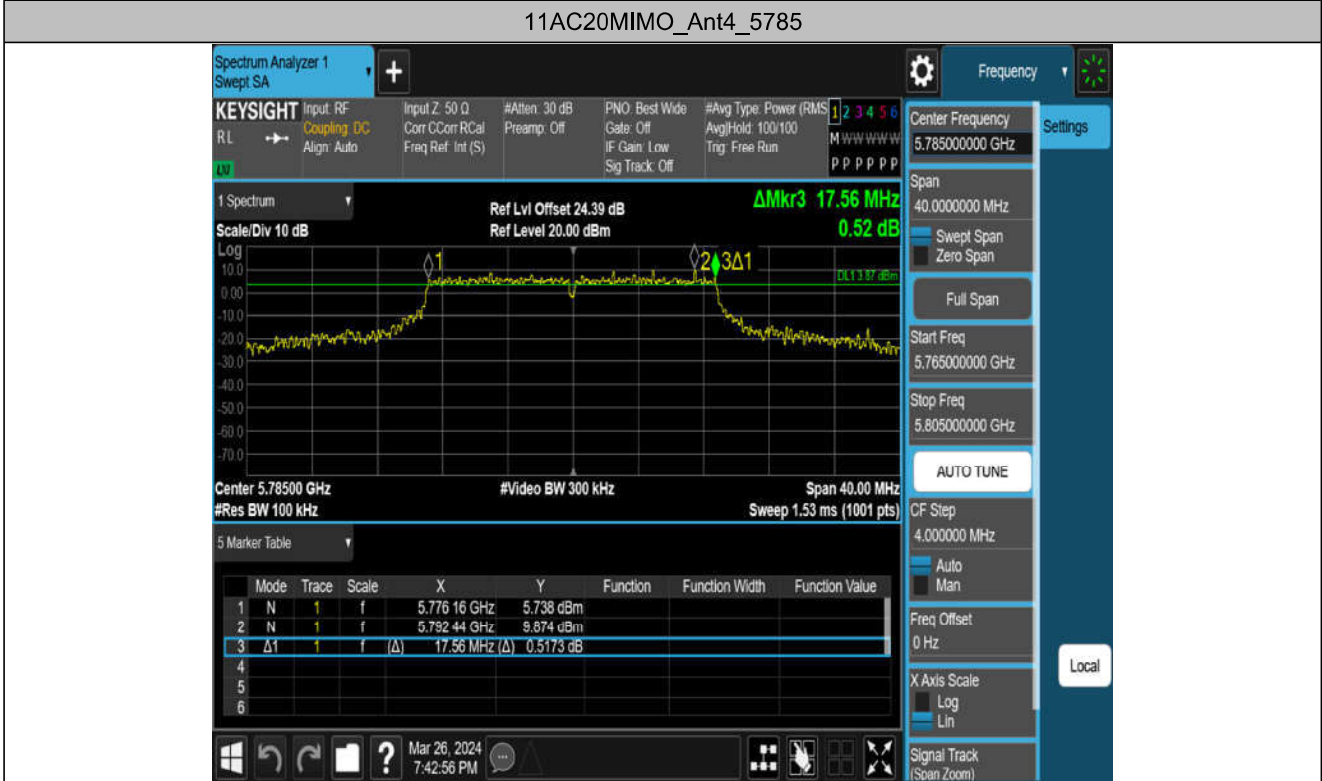 11AC20MIMO_Ant4_5785
Spectrum Analyzer 1
Swept SA
Frequency
KEYSIGHT
RL
LXI
Input: RF
Coupling: DC
Align: Auto
Input Z: 50 Ω
Corr CCorr RCal
Freq Ref: Int (S)
#Atten: 30 dB
Preamp: Off
PNO: Best Wide
Gate: Off
IF Gain: Low
Sig Track: Off
#Avg Type: Power (RMS
Avg|Hold: 100/100
Trig: Free Run
1 2 3 4 5 6
M W W W W W
P P P P P P
1 Spectrum
Scale/Div 10 dB
Ref Lvl Offset 24.39 dB
Ref Level 20.00 dBm
ΔMkr3 17.56 MHz
0.52 dB
Log
10.0
0.00
-10.0
-20.0
-30.0
-40.0
-50.0
-60.0
-70.0
1
2
3Δ1
DL1 3.87 dBm
Center 5.78500 GHz
#Res BW 100 kHz
#Video BW 300 kHz
Span 40.00 MHz
Sweep 1.53 ms (1001 pts)
5 Marker Table
Mode Trace Scale X Y Function Function Width Function Value
1 N 1 f 5.776 16 GHz 5.738 dBm
2 N 1 f 5.792 44 GHz 9.874 dBm
3 Δ1 1 f (Δ) 17.56 MHz (Δ) 0.5173 dB
4
5
6
Mar 26, 2024
7:42:56 PM
Center Frequency
5.785000000 GHz
Span
40.0000000 MHz
Swept Span
Zero Span
Full Span
Start Freq
5.765000000 GHz
Stop Freq
5.805000000 GHz
AUTO TUNE
CF Step
4.000000 MHz
Auto
Man
Freq Offset
0 Hz
X Axis Scale
Log
Lin
Signal Track
(Span Zoom)
Settings
Local